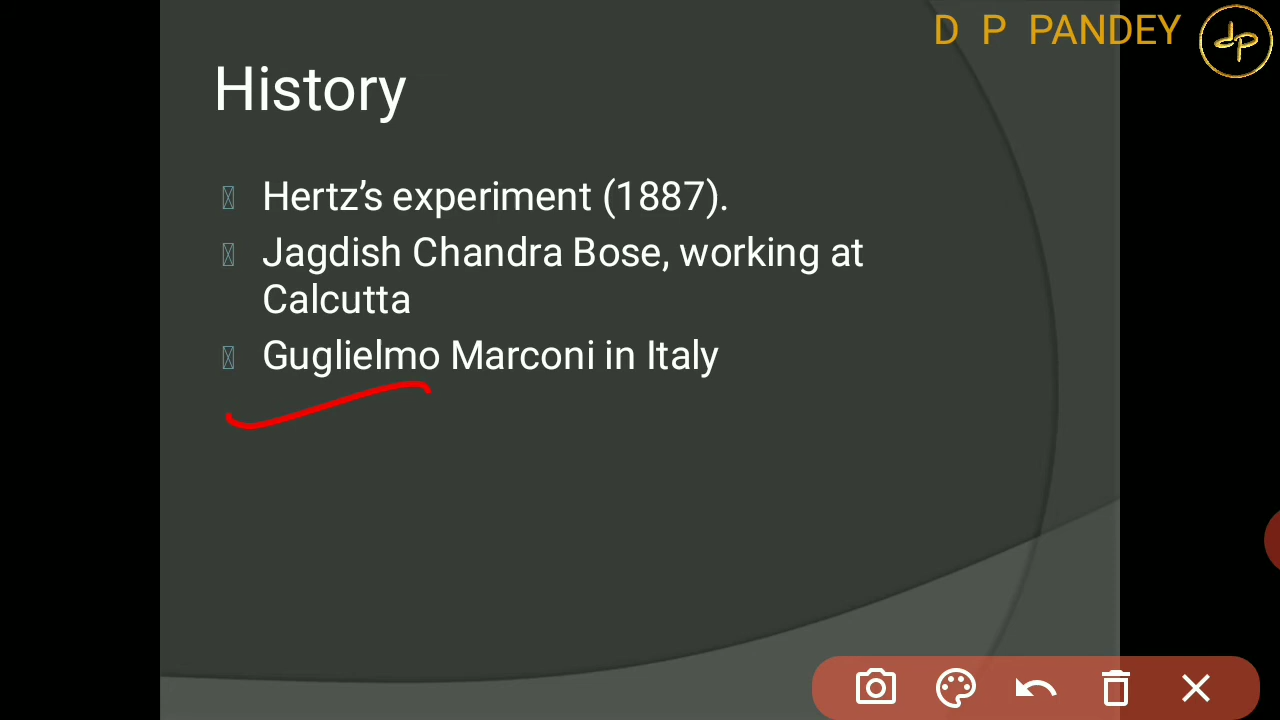 D P PANDEY
dp
History
Hertz’s experiment (1887).
Jagdish Chandra Bose, working at
Calcutta
Guglielmo Marconi in Italy